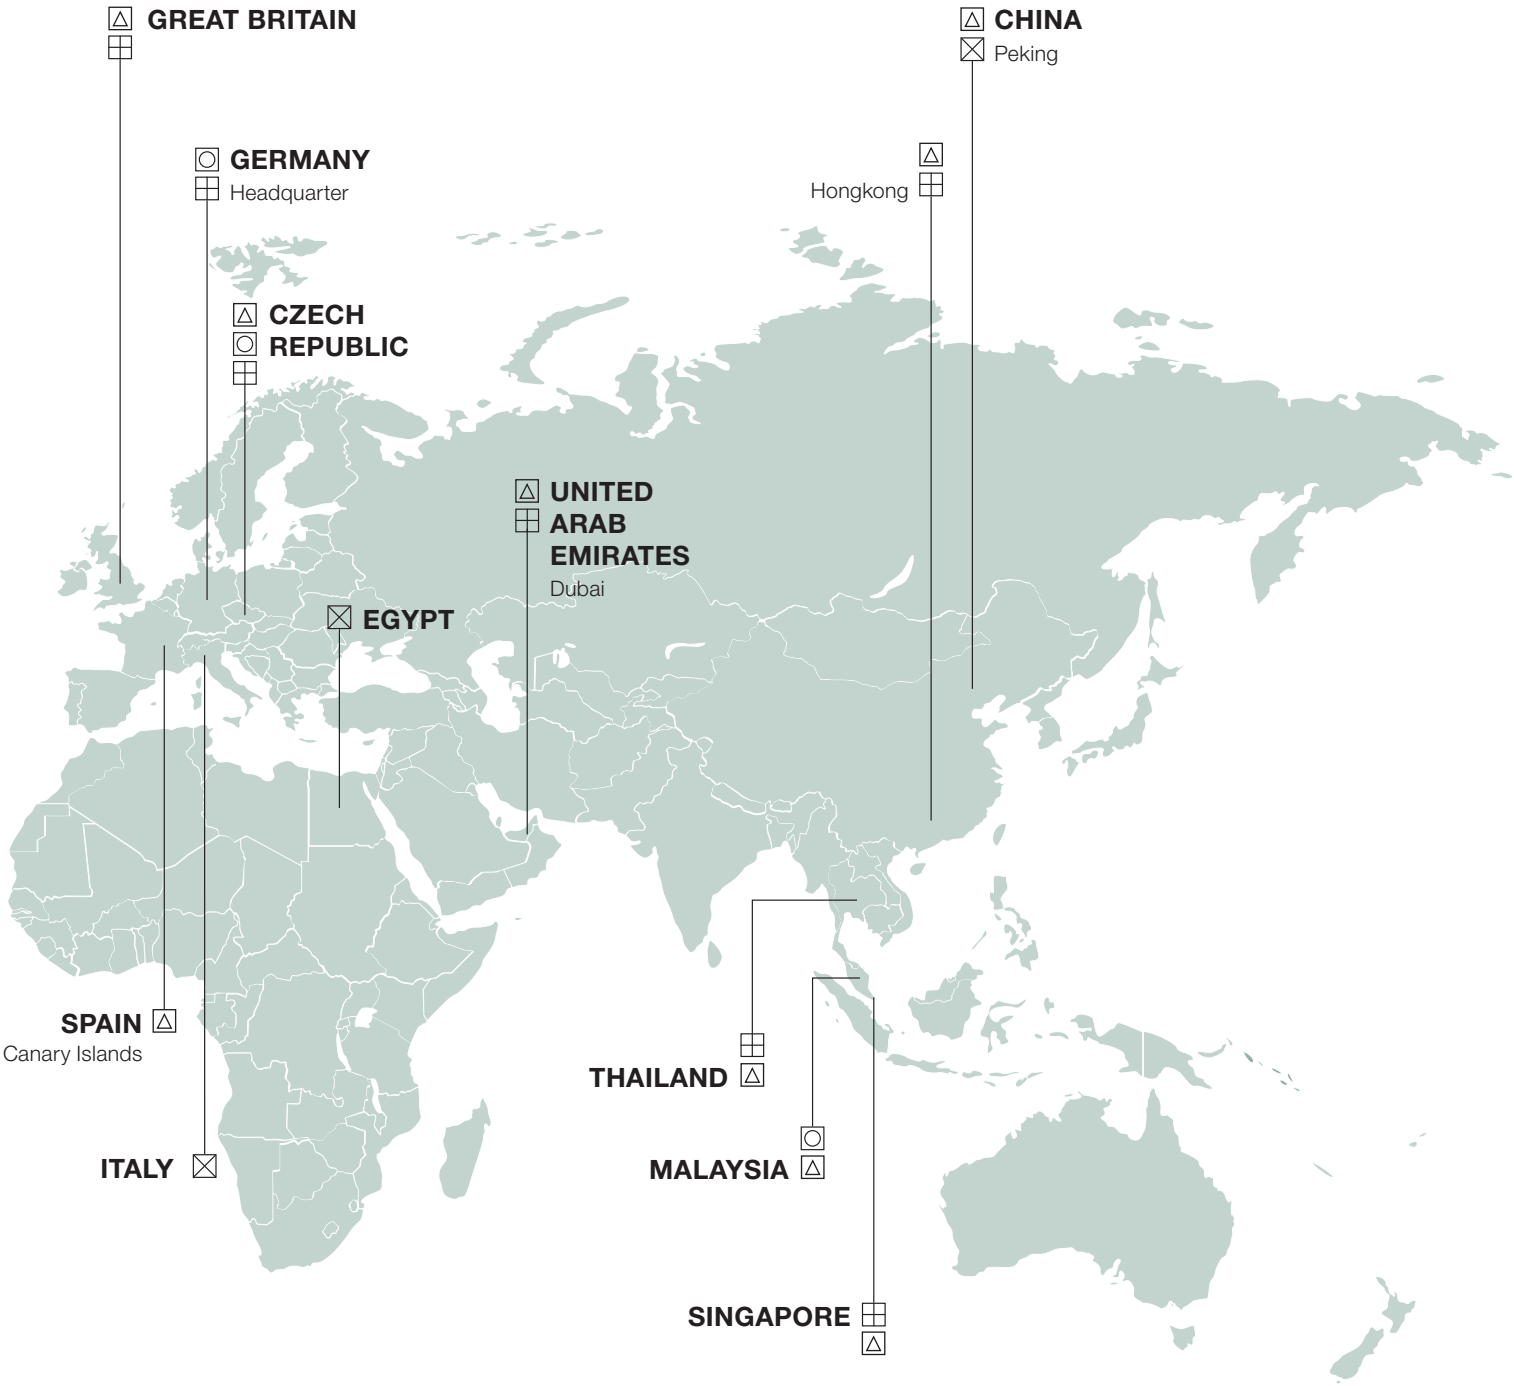 GREAT BRITAIN
CHINA
Peking
GERMANY
Headquarter
Hongkong
CZECH
REPUBLIC
UNITED
ARAB
EMIRATES
Dubai
EGYPT
SPAIN
Canary Islands
THAILAND
ITALY
MALAYSIA
SINGAPORE